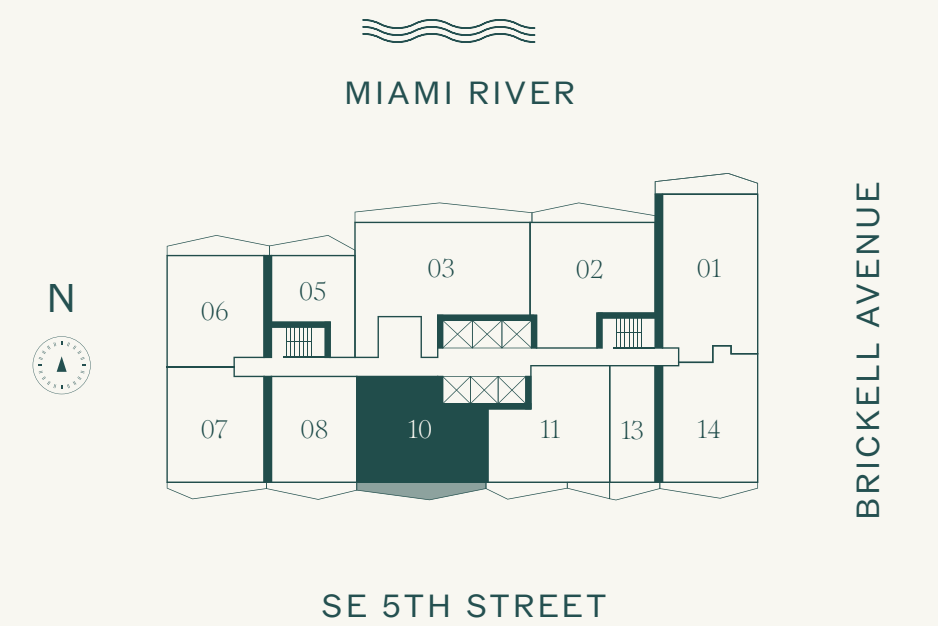 MIAMI RIVER
01
03
02
05
06
N
BRICKELL AVENUE
07
08
10
11
13
14
SE 5TH STREET